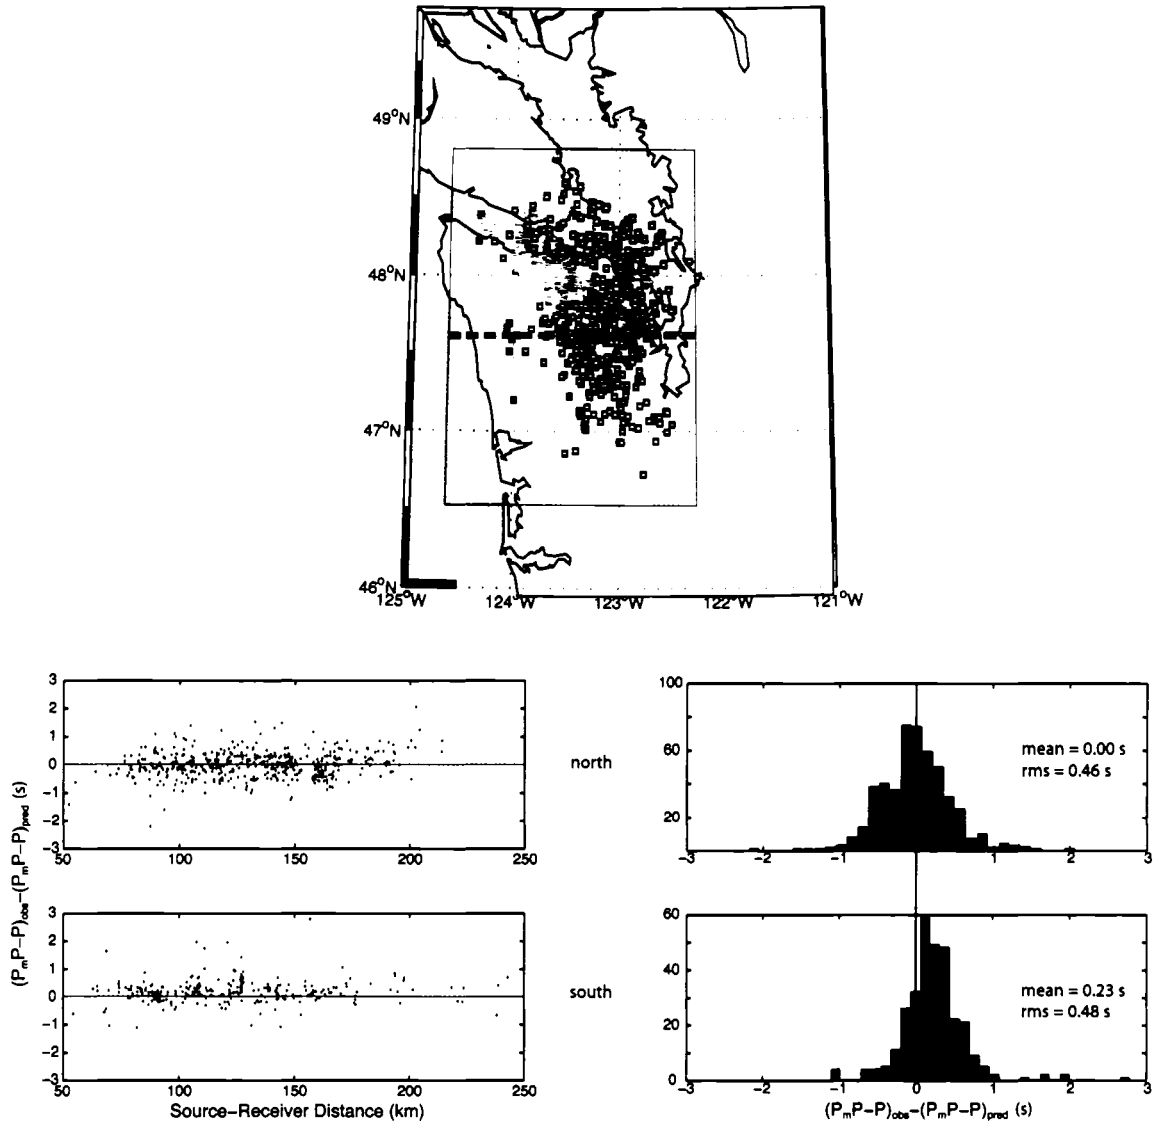 49°N
48°N
47°N
46°N
125°W 124°W 123°W 122°W 121°W
(PmP–P)obs–(PmP–P)pred (s)
3
2
1
0
−1
−2
−3
50 100 150 200 250
north
100
60
20
−3 −2 −1 0 1 2 3
mean = 0.00 s
rms = 0.46 s
3
2
1
0
−1
−2
−3
50 100 150 200 250
Source–Receiver Distance (km)
south
60
40
20
0
−3 −2 −1 0 1 2 3
mean = 0.23 s
rms = 0.48 s
(PmP–P)obs–(PmP–P)pred (s)